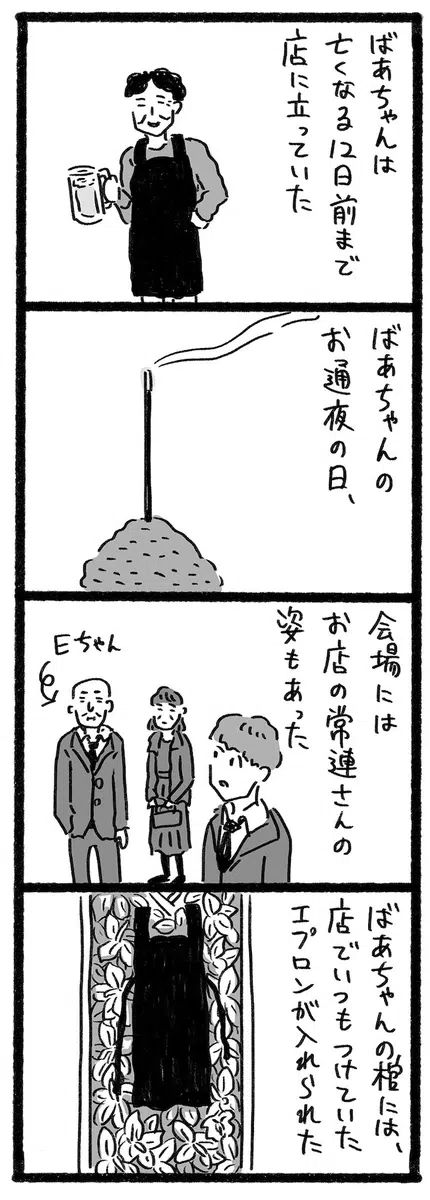 ばあちゃんは
亡くなる12日前まで
店に立っていた
ばあちゃんの
お通夜の日、
会場には
お店の常連さんの
姿もあった
Eちゃん
ばあちゃんの棺には、
店でいつもつけていた
エプロンが入れられた